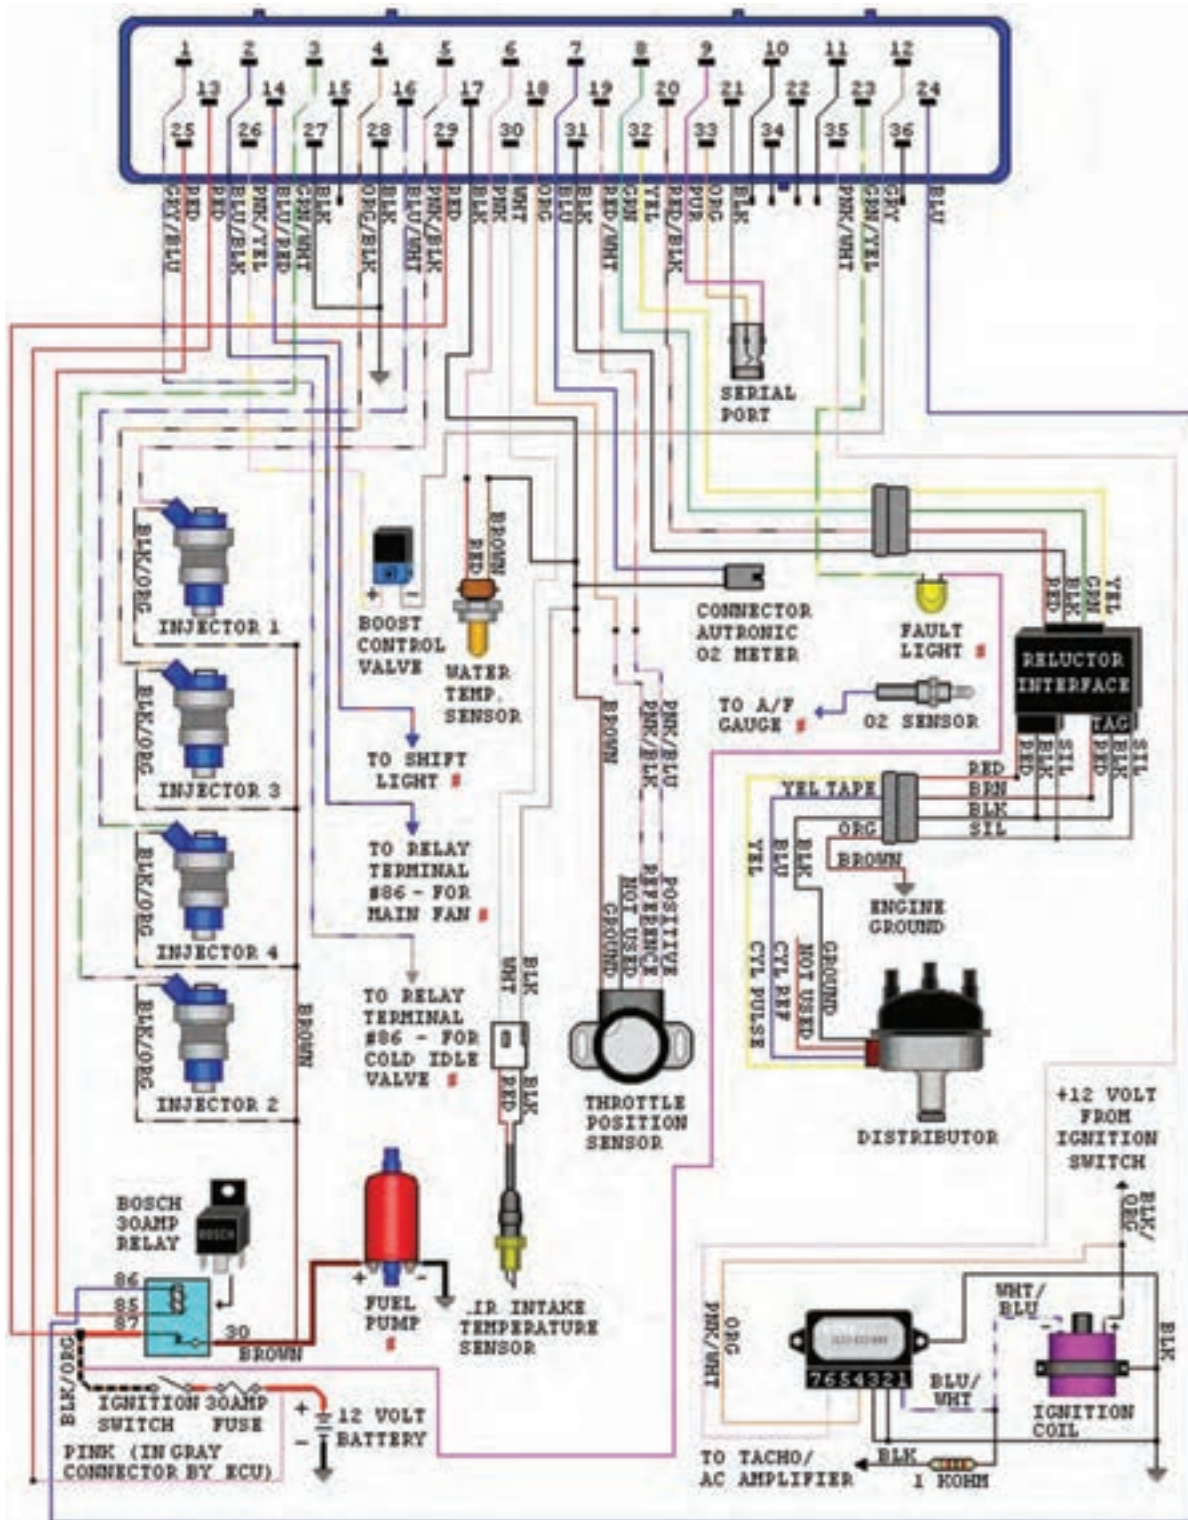 1 2 3 4 5 6 7 8 9 10 11 12
13 14 15 16 17 18 19 20 21 22 23 24
25 26 27 28 29 30 31 32 33 34 35 36
GRY/BLU
RED
RED
BLU/BLK
PNK/YEL
BLU/RED
GRN/WHT
BLK
ORG/BLK
BLK
BLU/WHT
PNK/BLK
RED
BLK
PNK
WHT
ORG
BLU
BLK
RED/WHT
GRN
YEL
RED/BLK
PUR
ORG
BLK
PNK/WHT
GRN/YEL
GRY
BLU
SERIAL
PORT
BLK/ORG
INJECTOR 1
BLK/ORG
INJECTOR 3
BLK/ORG
INJECTOR 4
BLK/ORG
INJECTOR 2
BROWN
+ -
BOOST
CONTROL
VALVE
RED
BROWN
WATER
TEMP.
SENSOR
CONNECTOR
AUTRONIC
O2 METER
FAULT
LIGHT #
RED
BLK
GRN
YEL
RELUCTOR
INTERFACE
TAG
RED
BLK
SIL
RED
BLK
SIL
TO A/F
GAUGE #
O2 SENSOR
TO SHIFT
LIGHT #
TO RELAY
TERMINAL
#86 - FOR
MAIN FAN #
TO RELAY
TERMINAL
#86 - FOR
COLD IDLE
VALVE #
BROWN
PNK/BLK
PNK/BLU
GROUND
NOT USED
REFERENCE
POSITIVE
THROTTLE
POSITION
SENSOR
YEL TAPE
RED
BRN
BLK
ORG
SIL
BROWN
YEL
BLU
BLK
ENGINE
GROUND
CYL PULSE
CYL REF
NOT USED
GROUND
DISTRIBUTOR
WHT
BLK
RED
BLK
.IR INTAKE
TEMPERATURE
SENSOR
+12 VOLT
FROM
IGNITION
SWITCH
BLK/
ORG
BOSCH
30AMP
RELAY
BOSCH
86
85
87
30
BROWN
+ -
FUEL
PUMP
#
BLK/ORG
IGNITION
SWITCH
30AMP
FUSE
+
-
12 VOLT
BATTERY
PINK (IN GRAY
CONNECTOR BY ECU)
PNK/WHT
ORG
7654321
WHT/
BLU
- +
BLK
BLU/
WHT
IGNITION
COIL
TO TACHO/
AC AMPLIFIER
BLK
1 KOHM